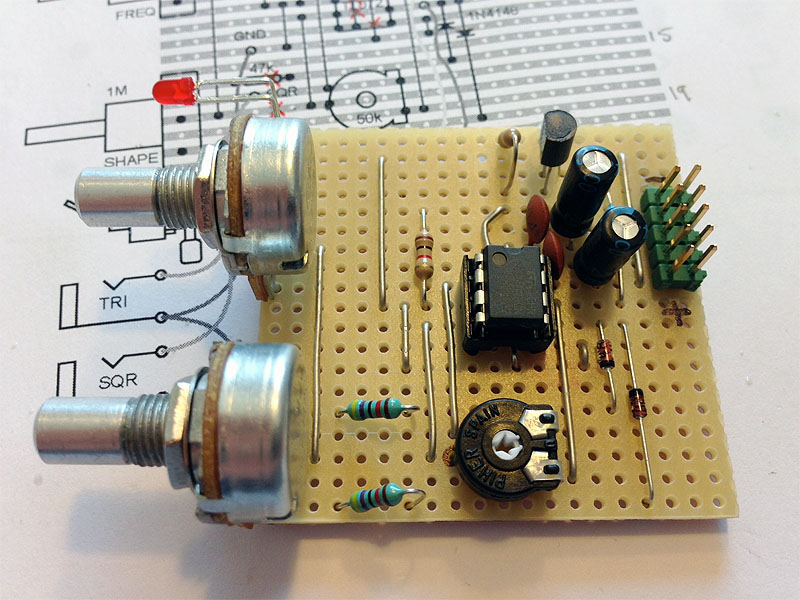 FREQ
GND
1N4148
15
47k
SQR
19
1M
50k
SHAPE
TRI
SQR
PIHER SPAIN
+